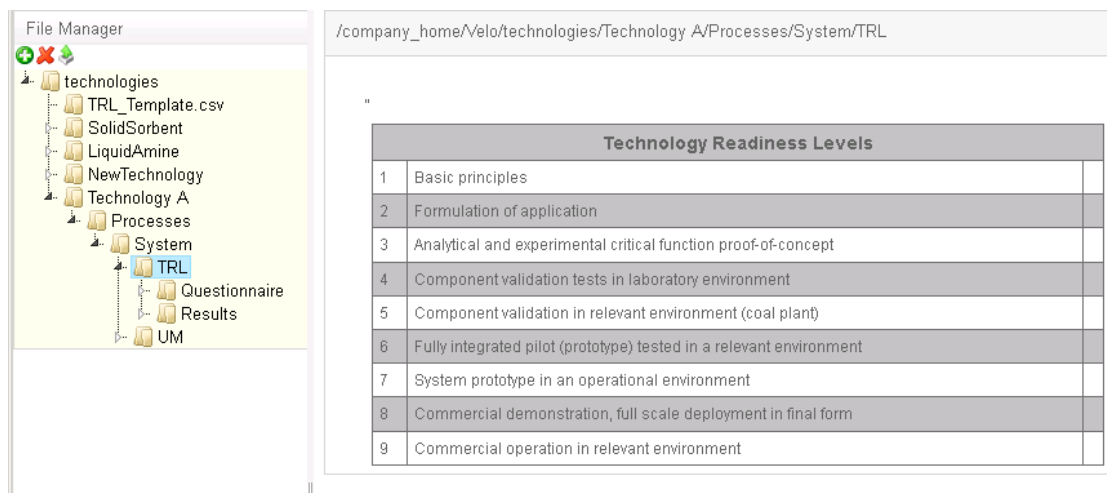 File Manager
technologies
TRL_Template.csv
SolidSorbent
LiquidAmine
NewTechnology
Technology A
Processes
System
TRL
Questionnaire
Results
UM
/company_home/Velo/technologies/Technology A/Processes/System/TRL
"
Technology Readiness Levels
1 Basic principles
2 Formulation of application
3 Analytical and experimental critical function proof-of-concept
4 Component validation tests in laboratory environment
5 Component validation in relevant environment (coal plant)
6 Fully integrated pilot (prototype) tested in a relevant environment
7 System prototype in an operational environment
8 Commercial demonstration, full scale deployment in final form
9 Commercial operation in relevant environment